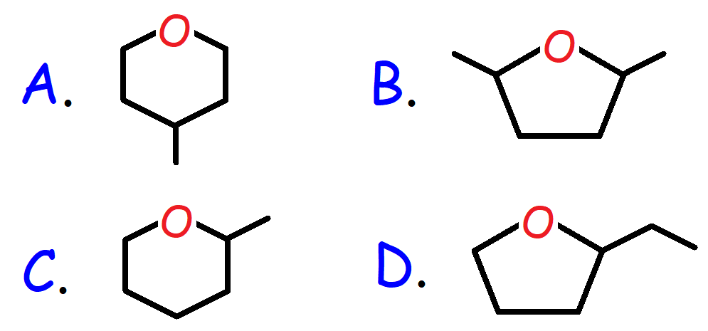 A. O
B. O
C. O
D. O